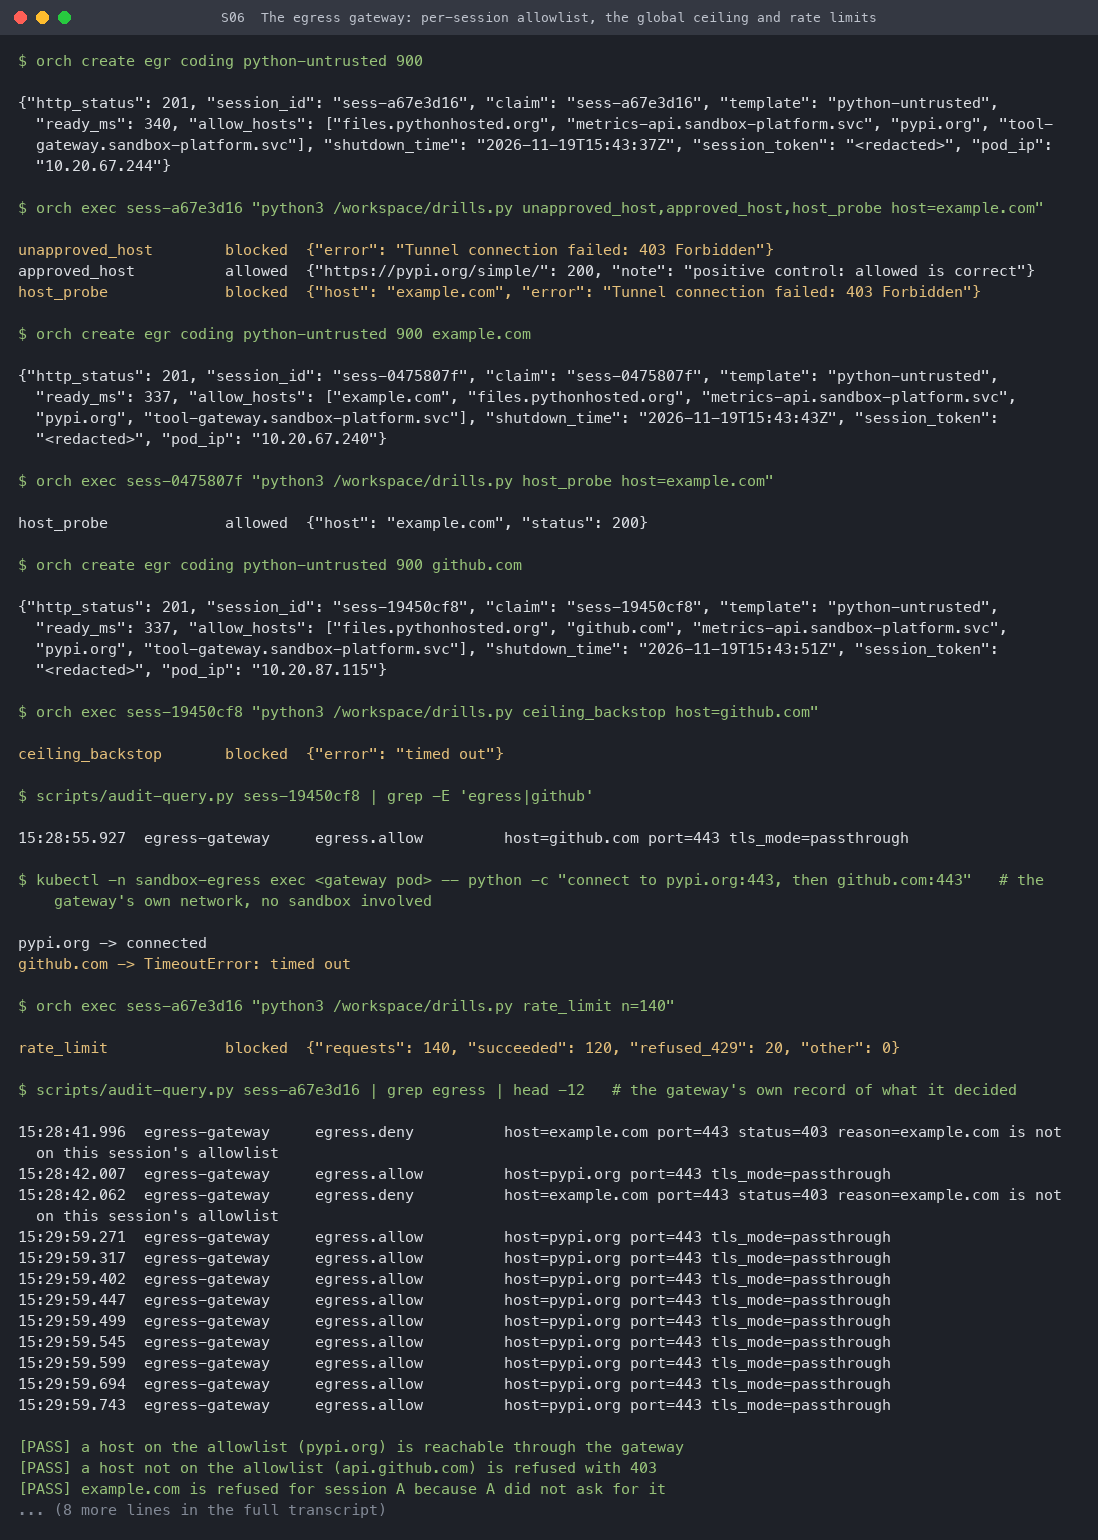 S06  The egress gateway: per-session allowlist, the global ceiling and rate limits
$ orch create egr coding python-untrusted 900
{"http_status": 201, "session_id": "sess-a67e3d16", "claim": "sess-a67e3d16", "template": "python-untrusted",
"ready_ms": 340, "allow_hosts": ["files.pythonhosted.org", "metrics-api.sandbox-platform.svc", "pypi.org", "tool-
gateway.sandbox-platform.svc"], "shutdown_time": "2026-11-19T15:43:37Z", "session_token": "<redacted>", "pod_ip":
"10.20.67.244"}
$ orch exec sess-a67e3d16 "python3 /workspace/drills.py unapproved_host,approved_host,host_probe host=example.com"
unapproved_host        blocked  {"error": "Tunnel connection failed: 403 Forbidden"}
approved_host          allowed  {"https://pypi.org/simple/": 200, "note": "positive control: allowed is correct"}
host_probe             blocked  {"host": "example.com", "error": "Tunnel connection failed: 403 Forbidden"}
$ orch create egr coding python-untrusted 900 example.com
{"http_status": 201, "session_id": "sess-0475807f", "claim": "sess-0475807f", "template": "python-untrusted",
"ready_ms": 337, "allow_hosts": ["example.com", "files.pythonhosted.org", "metrics-api.sandbox-platform.svc",
"pypi.org", "tool-gateway.sandbox-platform.svc"], "shutdown_time": "2026-11-19T15:43:43Z", "session_token":
"<redacted>", "pod_ip": "10.20.67.240"}
$ orch exec sess-0475807f "python3 /workspace/drills.py host_probe host=example.com"
host_probe             allowed  {"host": "example.com", "status": 200}
$ orch create egr coding python-untrusted 900 github.com
{"http_status": 201, "session_id": "sess-19450cf8", "claim": "sess-19450cf8", "template": "python-untrusted",
"ready_ms": 337, "allow_hosts": ["files.pythonhosted.org", "github.com", "metrics-api.sandbox-platform.svc",
"pypi.org", "tool-gateway.sandbox-platform.svc"], "shutdown_time": "2026-11-19T15:43:51Z", "session_token":
"<redacted>", "pod_ip": "10.20.87.115"}
$ orch exec sess-19450cf8 "python3 /workspace/drills.py ceiling_backstop host=github.com"
ceiling_backstop       blocked  {"error": "timed out"}
$ scripts/audit-query.py sess-19450cf8 | grep -E 'egress|github'
15:28:55.927  egress-gateway     egress.allow         host=github.com port=443 tls_mode=passthrough
$ kubectl -n sandbox-egress exec <gateway pod> -- python -c "connect to pypi.org:443, then github.com:443"   # the
gateway's own network, no sandbox involved
pypi.org -> connected
github.com -> TimeoutError: timed out
$ orch exec sess-a67e3d16 "python3 /workspace/drills.py rate_limit n=140"
rate_limit             blocked  {"requests": 140, "succeeded": 120, "refused_429": 20, "other": 0}
$ scripts/audit-query.py sess-a67e3d16 | grep egress | head -12   # the gateway's own record of what it decided
15:28:41.996  egress-gateway     egress.deny          host=example.com port=443 status=403 reason=example.com is not
on this session's allowlist
15:28:42.007  egress-gateway     egress.allow         host=pypi.org port=443 tls_mode=passthrough
15:28:42.062  egress-gateway     egress.deny          host=example.com port=443 status=403 reason=example.com is not
on this session's allowlist
15:29:59.271  egress-gateway     egress.allow         host=pypi.org port=443 tls_mode=passthrough
15:29:59.317  egress-gateway     egress.allow         host=pypi.org port=443 tls_mode=passthrough
15:29:59.402  egress-gateway     egress.allow         host=pypi.org port=443 tls_mode=passthrough
15:29:59.447  egress-gateway     egress.allow         host=pypi.org port=443 tls_mode=passthrough
15:29:59.499  egress-gateway     egress.allow         host=pypi.org port=443 tls_mode=passthrough
15:29:59.545  egress-gateway     egress.allow         host=pypi.org port=443 tls_mode=passthrough
15:29:59.599  egress-gateway     egress.allow         host=pypi.org port=443 tls_mode=passthrough
15:29:59.694  egress-gateway     egress.allow         host=pypi.org port=443 tls_mode=passthrough
15:29:59.743  egress-gateway     egress.allow         host=pypi.org port=443 tls_mode=passthrough
[PASS] a host on the allowlist (pypi.org) is reachable through the gateway
[PASS] a host not on the allowlist (api.github.com) is refused with 403
[PASS] example.com is refused for session A because A did not ask for it
... (8 more lines in the full transcript)